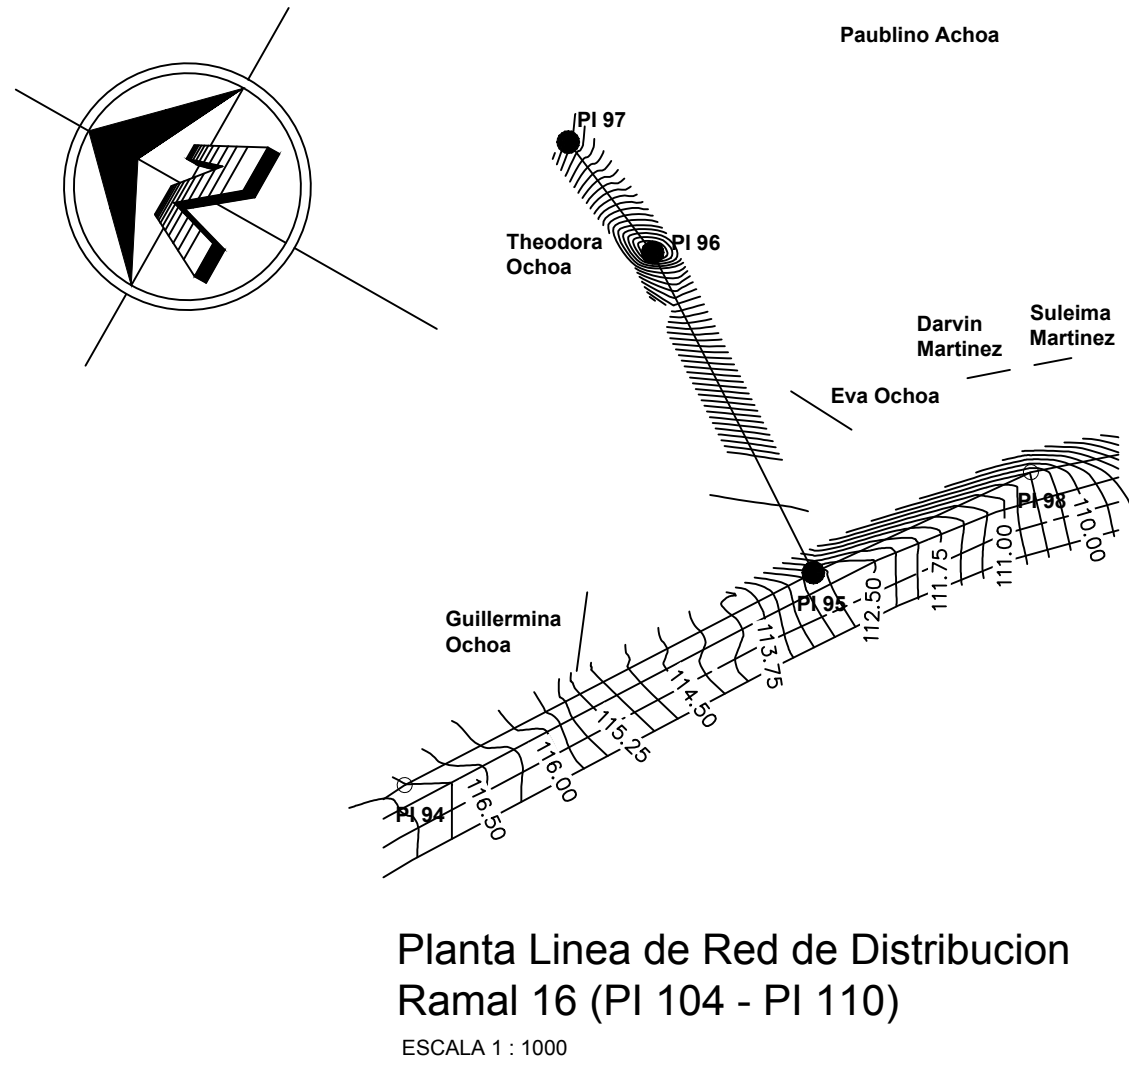 Paublino Achoa
PI 97
Theodora
Ochoa
PI 96
Suleima
Martinez
Darvin
Martinez
Eva Ochoa
PI 98
110.00
111.00
111.75
PI 95
112.50
113.75
Guillermina
Ochoa
114.50
115.25
116.00
PI 94
116.50
Planta Linea de Red de Distribucion
Ramal 16 (PI 104 - PI 110)
ESCALA 1 : 1000